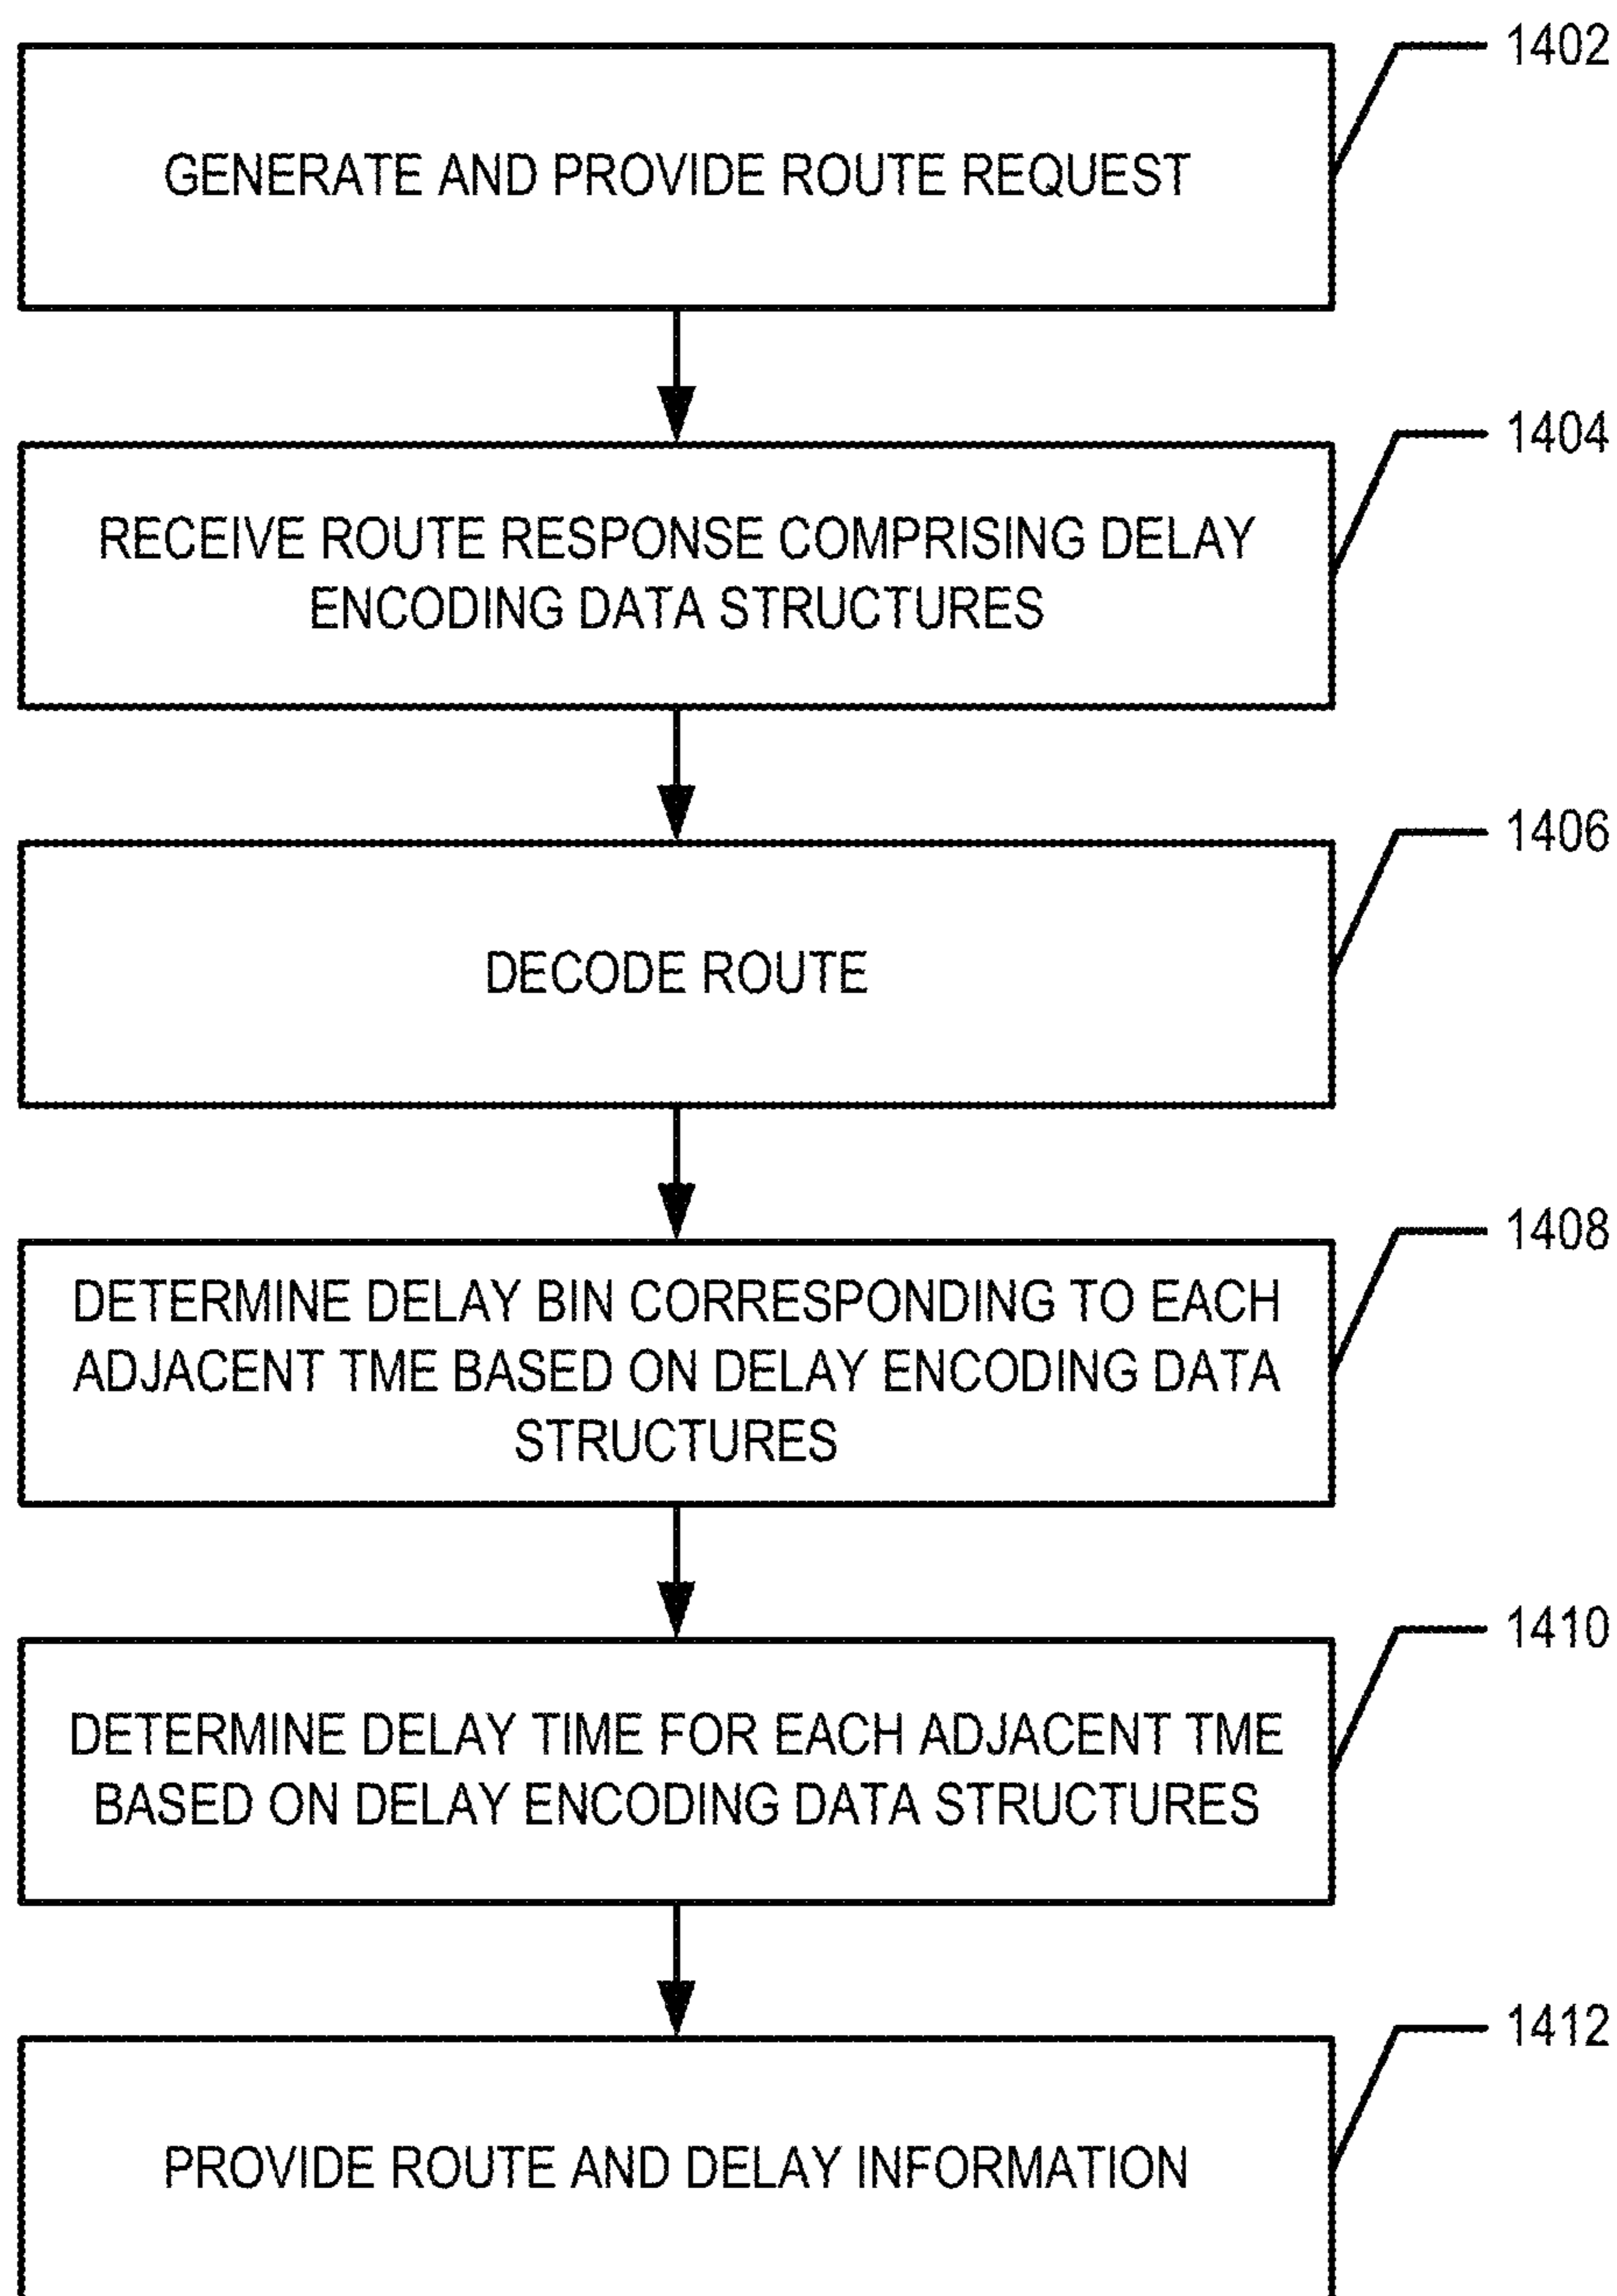 1402
GENERATE AND PROVIDE ROUTE REQUEST
1404
RECEIVE ROUTE RESPONSE COMPRISING DELAY
ENCODING DATA STRUCTURES
1406
DECODE ROUTE
1408
DETERMINE DELAY BIN CORRESPONDING TO EACH
ADJACENT TME BASED ON DELAY ENCODING DATA
STRUCTURES
1410
DETERMINE DELAY TIME FOR EACH ADJACENT TME
BASED ON DELAY ENCODING DATA STRUCTURES
1412
PROVIDE ROUTE AND DELAY INFORMATION